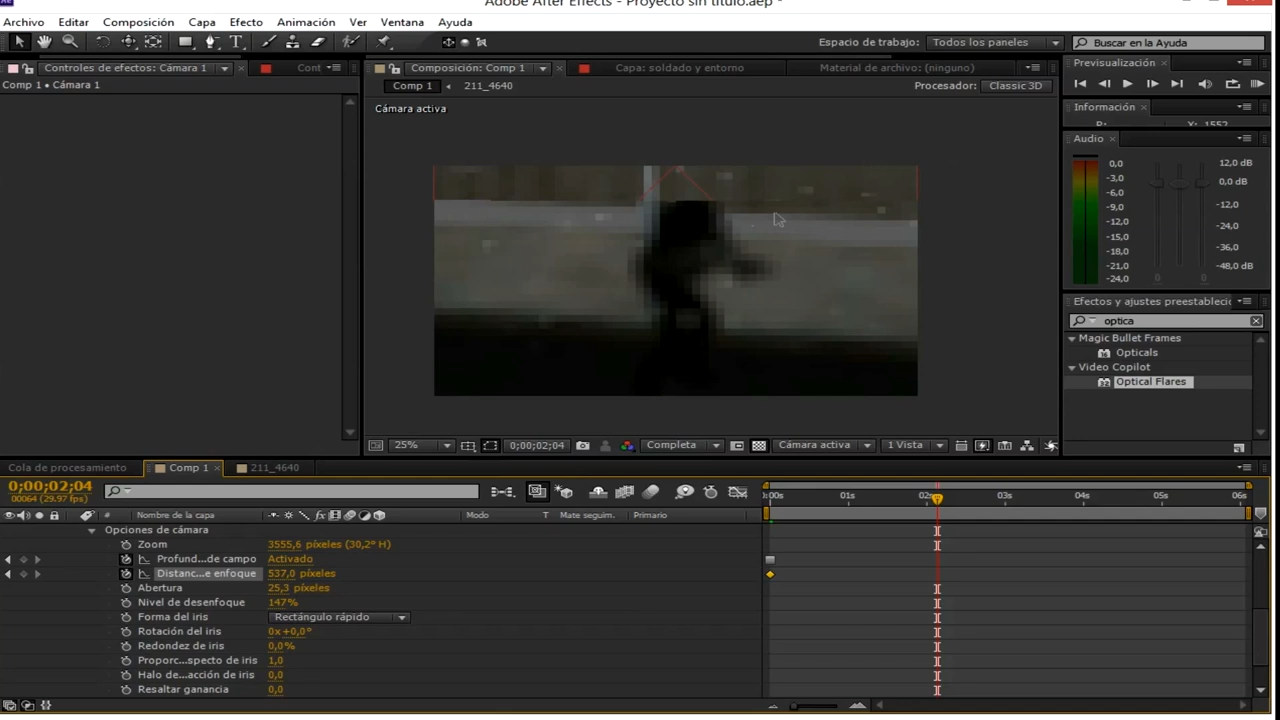 Adobe After Effects - Proyecto sin título.aep *
Archivo Editar Composición Capa Efecto Animación Ver Ventana Ayuda
Espacio de trabajo: Todos los paneles Buscar en la Ayuda
Controles de efectos: Cámara 1 Cont
Composición: Comp 1 Capa: soldado y entorno Material de archivo: (ninguno)
Previsualización
Comp 1 • Cámara 1
Comp 1 211_4640 Procesador: Classic 3D
Cámara activa
Información
X: 1552
Audio
0,0 12,0 dB
-3,0 0,0 dB
-6,0
-9,0 -12,0
-12,0 -24,0
-15,0
-18,0 -36,0
-21,0 -48,0 dB
-24,0 0 0
Efectos y ajustes preestableci
optica
Magic Bullet Frames
Opticals
Video Copilot
Optical Flares
25% 0;00;02;04 Completa Cámara activa 1 Vista
Cola de procesamiento Comp 1 211_4640
0;00;02;04
00064 (29.97 fps)
0:00s 01s 02s 03s 04s 05s 06s
# Nombre de la capa fx Modo T Mate seguim. Primario
Opciones de cámara
Zoom 3555,6 píxeles (30,2° H)
Profund...de campo Activado
Distanc...e enfoque 537,0 píxeles
Abertura 25,3 píxeles
Nivel de desenfoque 147%
Forma del iris Rectángulo rápido
Rotación del iris 0x+0,0°
Redondez de iris 0,0%
Proporc...specto de iris 1,0
Halo de...acción de iris 0,0
Resaltar ganancia 0,0